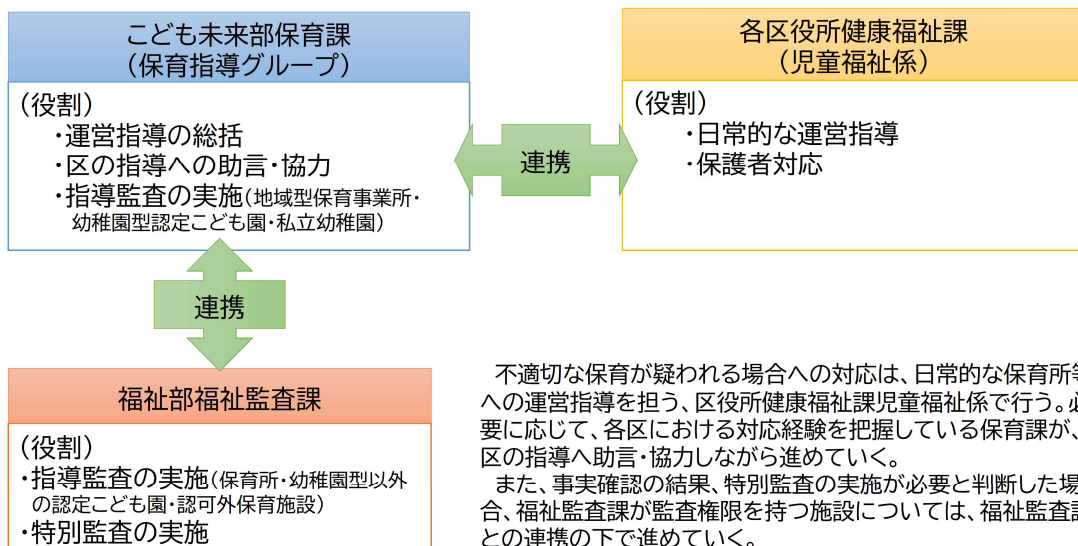 こども未来部保育課
（保育指導グループ）
（役割）
・運営指導の総括
・区の指導への助言・協力
・指導監査の実施（地域型保育事業所・
幼稚園型認定こども園・私立幼稚園）
連携
各区役所健康福祉課
（児童福祉係）
（役割）
・日常的な運営指導
・保護者対応
連携
福祉部福祉監査課
（役割）
・指導監査の実施（保育所・幼稚園型以外
の認定こども園・認可外保育施設）
・特別監査の実施
不適切な保育が疑われる場合への対応は、日常的な保育所等
への運営指導を担う、区役所健康福祉課児童福祉係で行う。必
要に応じて、各区における対応経験を把握している保育課が、
区の指導へ助言・協力しながら進めていく。
また、事実確認の結果、特別監査の実施が必要と判断した場
合、福祉監査課が監査権限を持つ施設については、福祉監査課
との連携の下で進めていく。